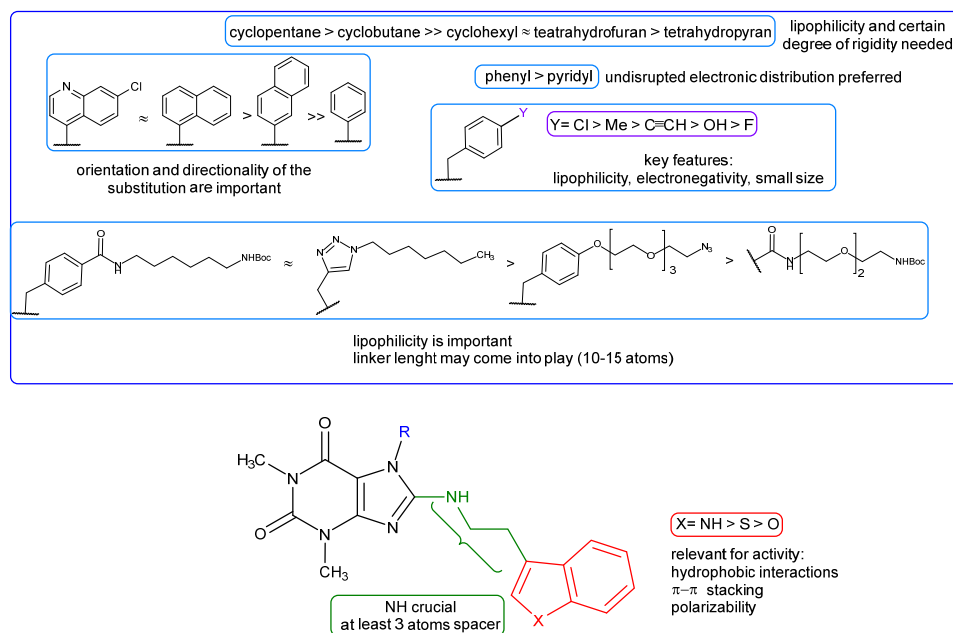 cyclopentane > cyclobutane >> cyclohexyl ≈ teatrahydrofuran > tetrahydropyran
lipophilicity and certain
degree of rigidity needed
phenyl > pyridyl
undisrupted electronic distribution preferred
N
Cl
≈
>
>>
orientation and directionality of the
substitution are important
Y
Y= Cl > Me > C≡CH > OH > F
key features:
lipophilicity, electronegativity, small size
O
N
H
NHBoc
≈
N
N
N
CH3
>
O
O
3
N3
>
O
N
H
O
2
NHBoc
lipophilicity is important
linker lenght may come into play (10-15 atoms)
O
R
H3C
N
N
NH
O
N
N
CH3
X
X= NH > S > O
relevant for activity:
hydrophobic interactions
π−π stacking
polarizability
NH crucial
at least 3 atoms spacer